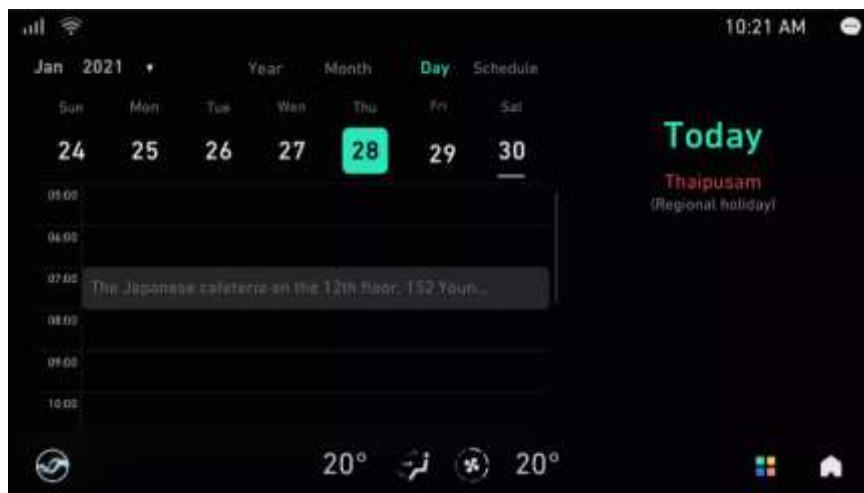 10:21 AM
Jan 2021
Year Month Day Schedule
Sun Mon Tue Wen Thu Fri Sat
24 25 26 27 28 29 30
Today
Thaipusam
(Regional holiday)
05:00
06:00
07:00
The Japanese cafeteria on the 12th floor, 152 Youn...
08:00
09:00
10:00
20° 20°